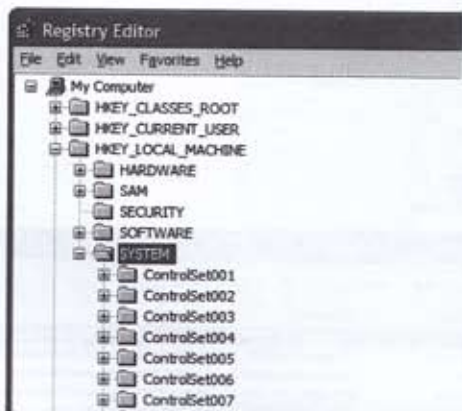 Registry Editor
File Edit View Favorites Help
My Computer
HKEY_CLASSES_ROOT
HKEY_CURRENT_USER
HKEY_LOCAL_MACHINE
HARDWARE
SAM
SECURITY
SOFTWARE
SYSTEM
ControlSet001
ControlSet002
ControlSet003
ControlSet004
ControlSet005
ControlSet006
ControlSet007